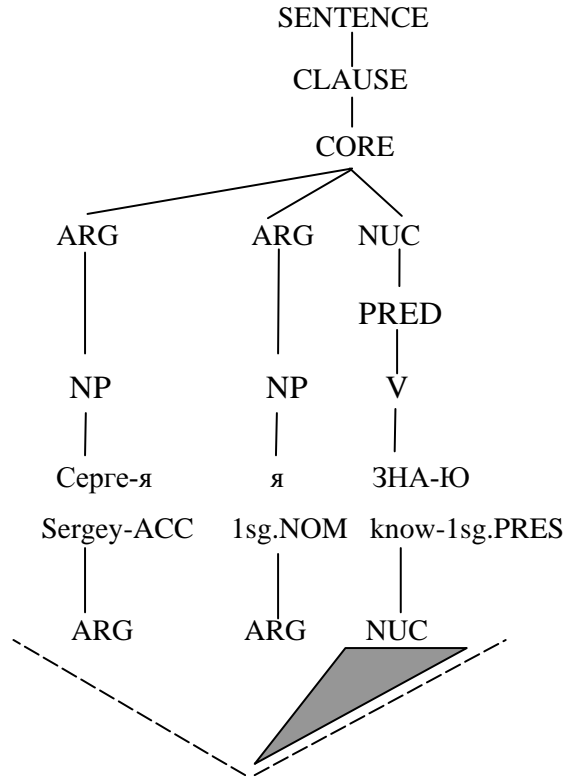 SENTENCE
CLAUSE
CORE
ARG ARG NUC
PRED
NP NP V
Серге-я я ЗНА-Ю
Sergey-ACC 1sg.NOM know-1sg.PRES
ARG ARG NUC